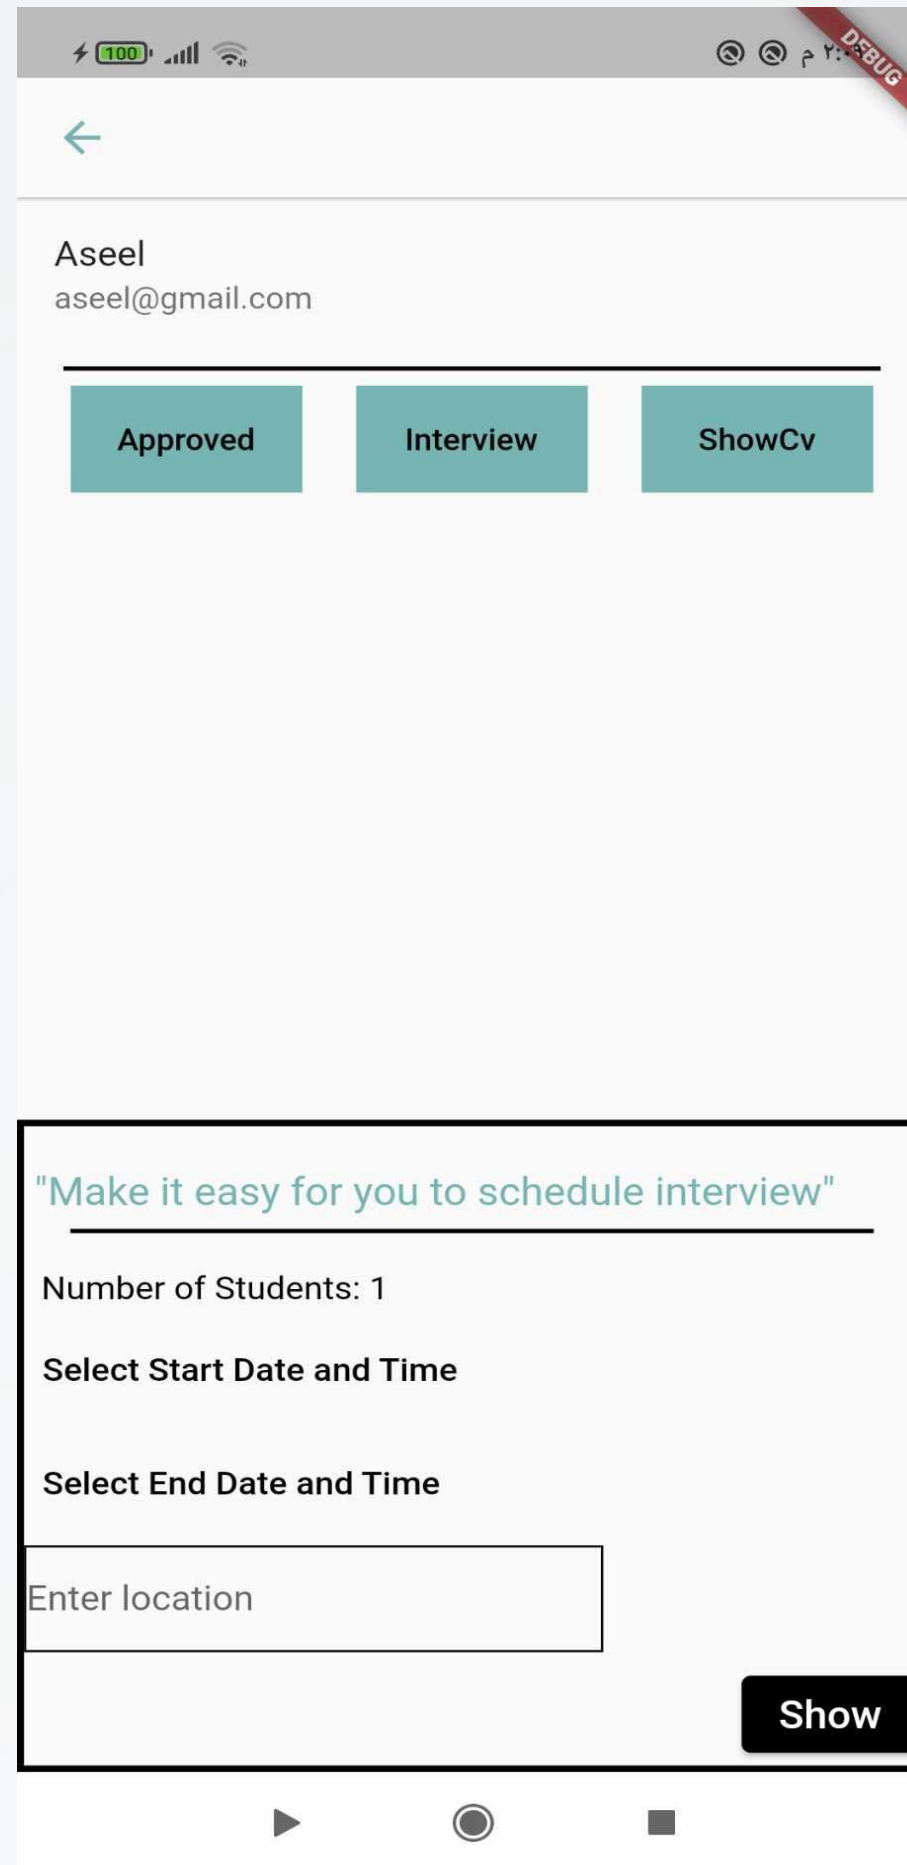 100
م
DEBUG
Aseel
aseel@gmail.com
Approved Interview ShowCv
"Make it easy for you to schedule interview"
Number of Students: 1
Select Start Date and Time
Select End Date and Time
Enter location
Show